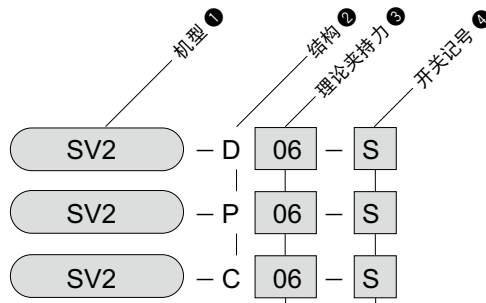 机型 ❶
结构 ❷
理论夹持力 ❸
开关记号 ❹
SV2 – D 06 – S
SV2 – P 06 – S
SV2 – C 06 – S